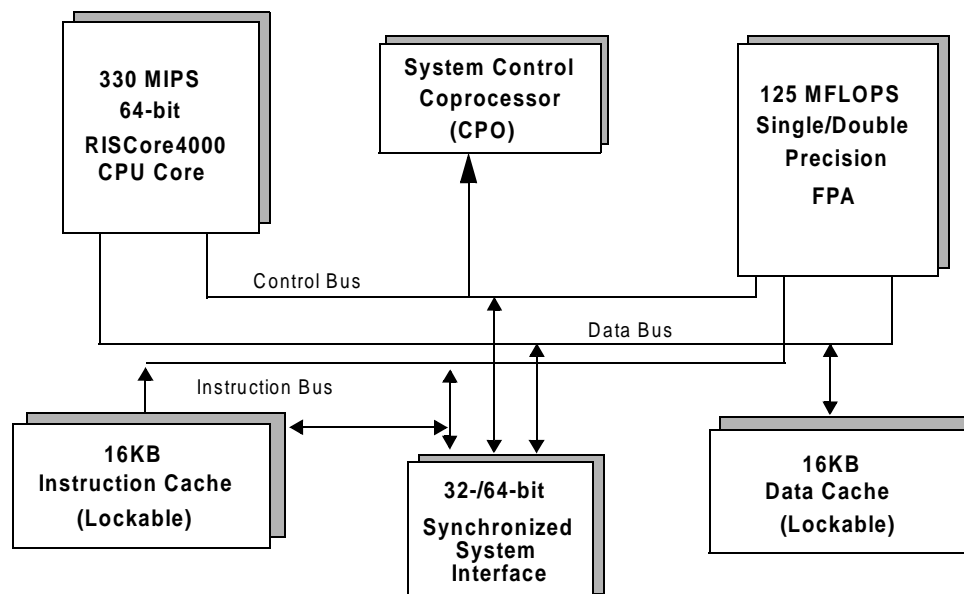 330 MIPS
64-bit
RISCore4000
CPU Core
System Control
Coprocessor
(CPO)
125 MFLOPS
Single/Double
Precision
FPA
Control Bus
Data Bus
Instruction Bus
16KB
Instruction Cache
(Lockable)
32-/64-bit
Synchronized
System
Interface
16KB
Data Cache
(Lockable)